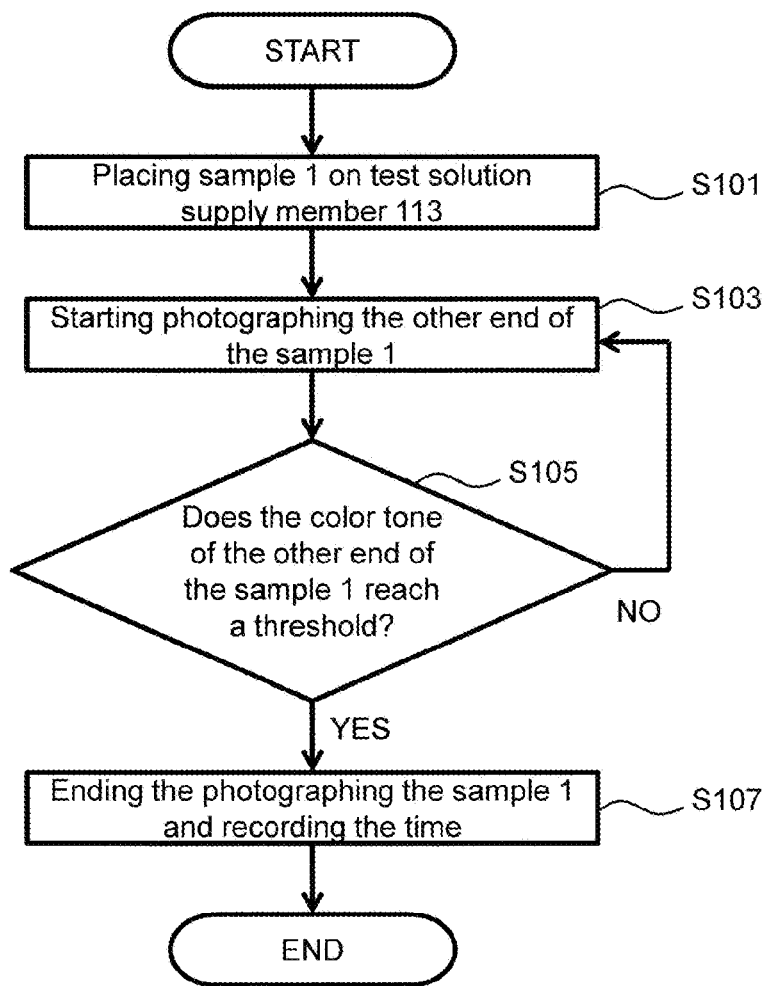 START
Placing sample 1 on test solution
supply member 113
S101
Starting photographing the other end of
the sample 1
S103
S105
Does the color tone
of the other end of
the sample 1 reach
a threshold?
NO
YES
Ending the photographing the sample 1
and recording the time
S107
END